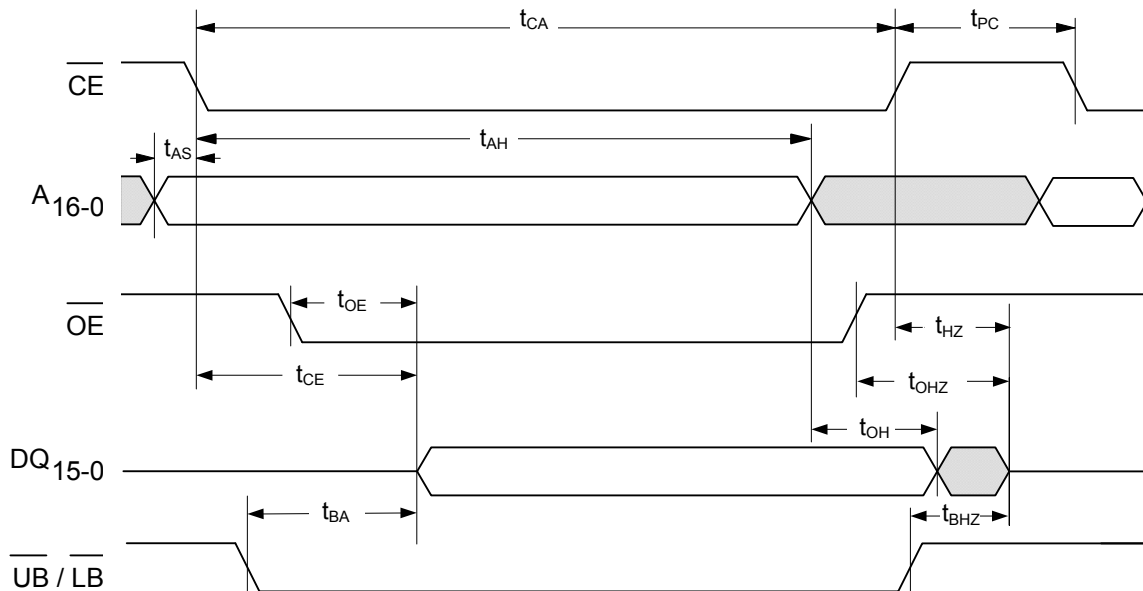 tCA
tPC
CE
tAS
tAH
A16-0
OE
tOE
tHZ
tCE
tOHZ
tOH
DQ15-0
tBA
tBHZ
UB / LB